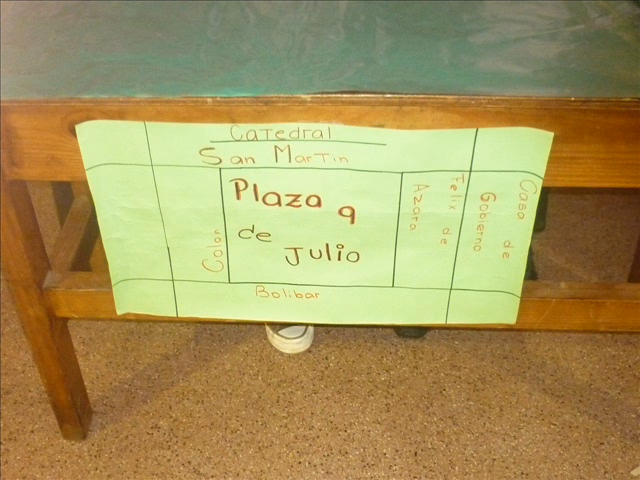 Catedral
San Martin
Plaza 9
de
Julio
Colon
Felix de
Azara
Casa de
Gobierno
Bolibar